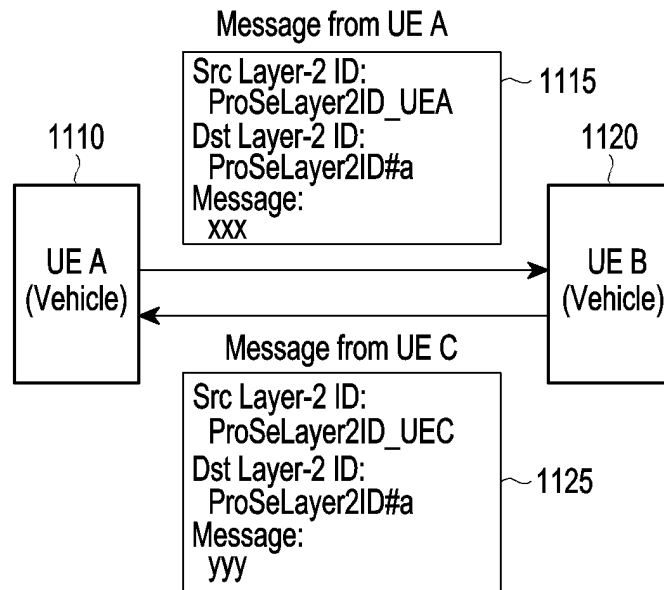 Message from UE A
Src Layer-2 ID:
ProSeLayer2ID_UEA
Dst Layer-2 ID:
ProSeLayer2ID#a
Message:
xxx
1115
1110
UE A
(Vehicle)
1120
UE B
(Vehicle)
Message from UE C
Src Layer-2 ID:
ProSeLayer2ID_UEC
Dst Layer-2 ID:
ProSeLayer2ID#a
Message:
yyy
1125